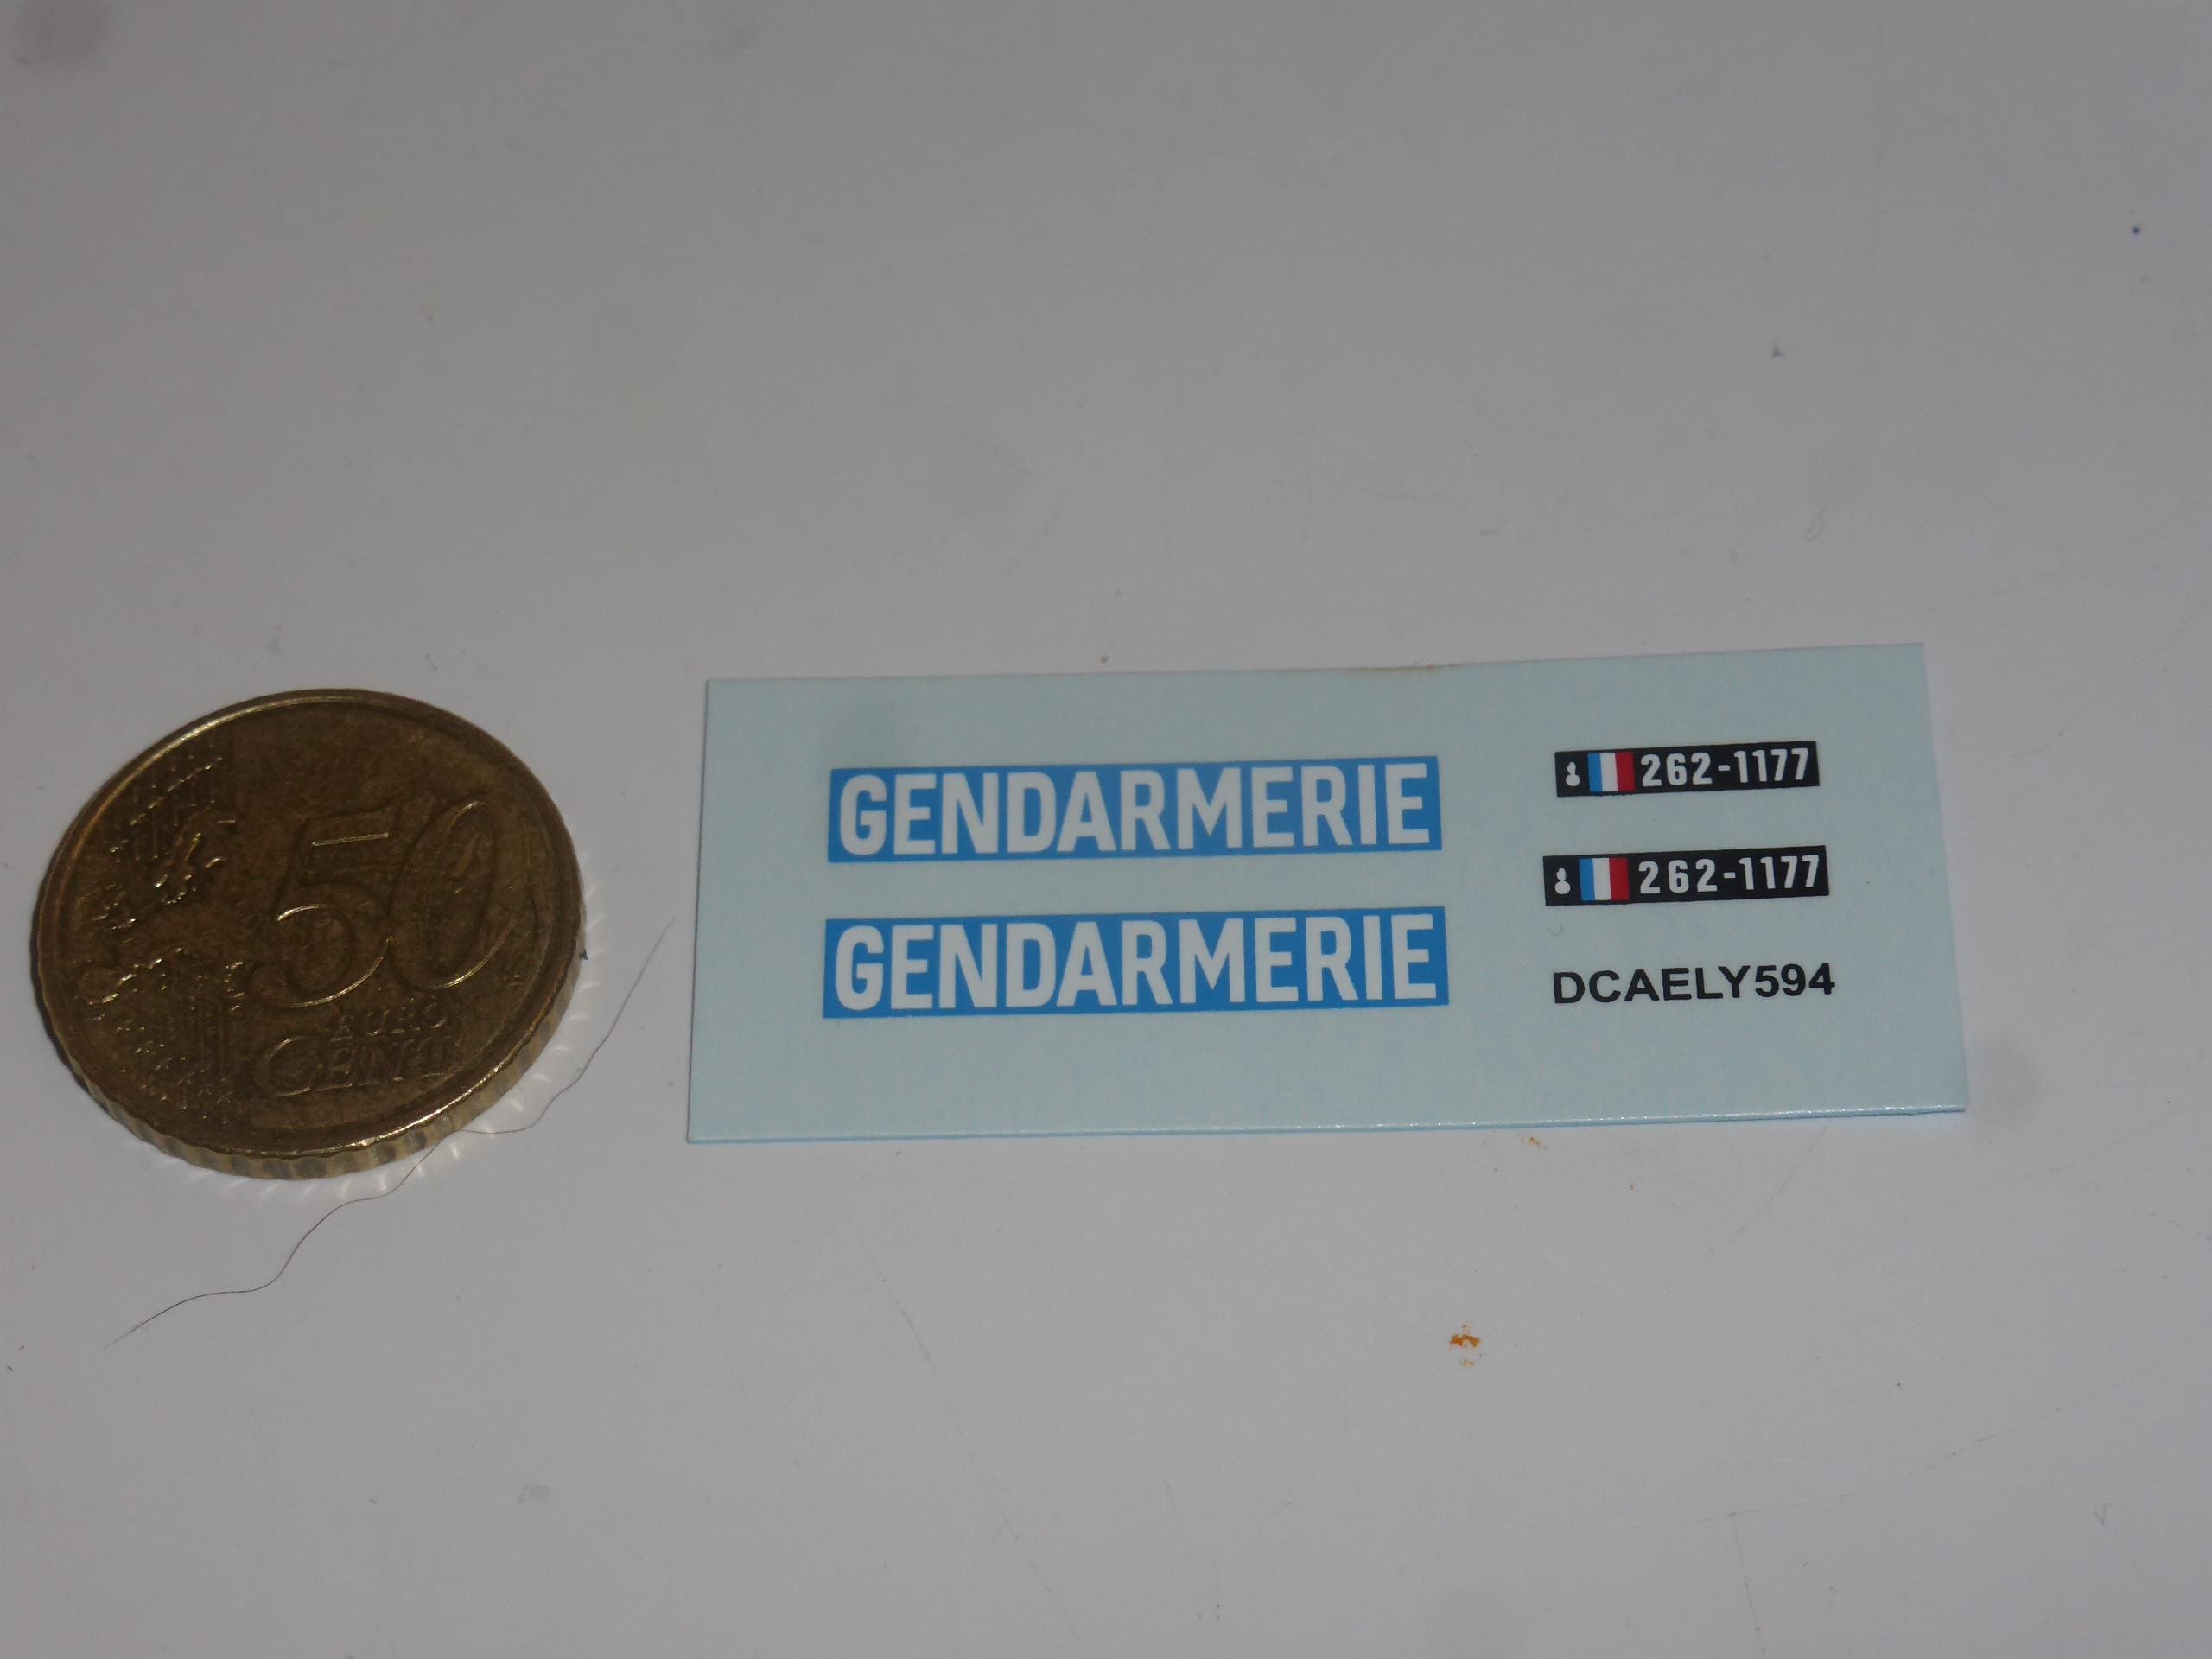 50
EURO
CENT
GENDARMERIE
GENDARMERIE
262-1177
262-1177
DCAELY594